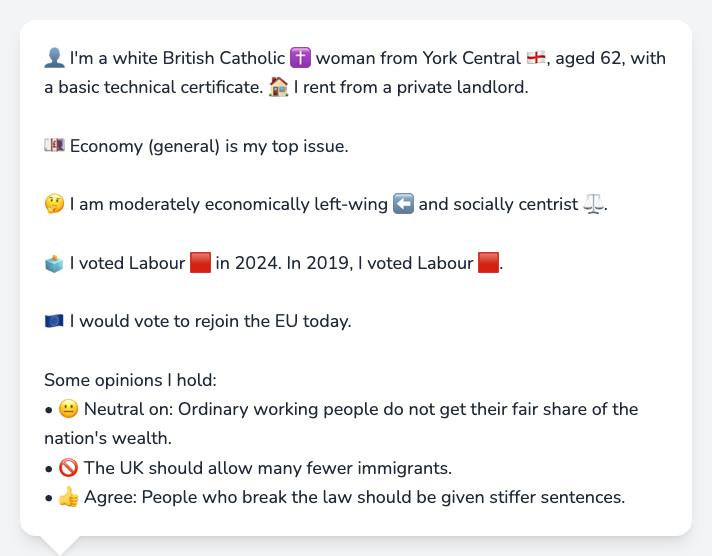 👤 I'm a white British Catholic ✝️ woman from York Central 🏴󠁧󠁢󠁥󠁮󠁧󠁿, aged 62, with
a basic technical certificate. 🏠 I rent from a private landlord.
💷 Economy (general) is my top issue.
🤔 I am moderately economically left-wing ⬅️ and socially centrist ⚖️.
🗳️ I voted Labour 🟥 in 2024. In 2019, I voted Labour 🟥.
🇪🇺 I would vote to rejoin the EU today.
Some opinions I hold:
• 😐 Neutral on: Ordinary working people do not get their fair share of the
nation's wealth.
• 🚫 The UK should allow many fewer immigrants.
• 👍 Agree: People who break the law should be given stiffer sentences.